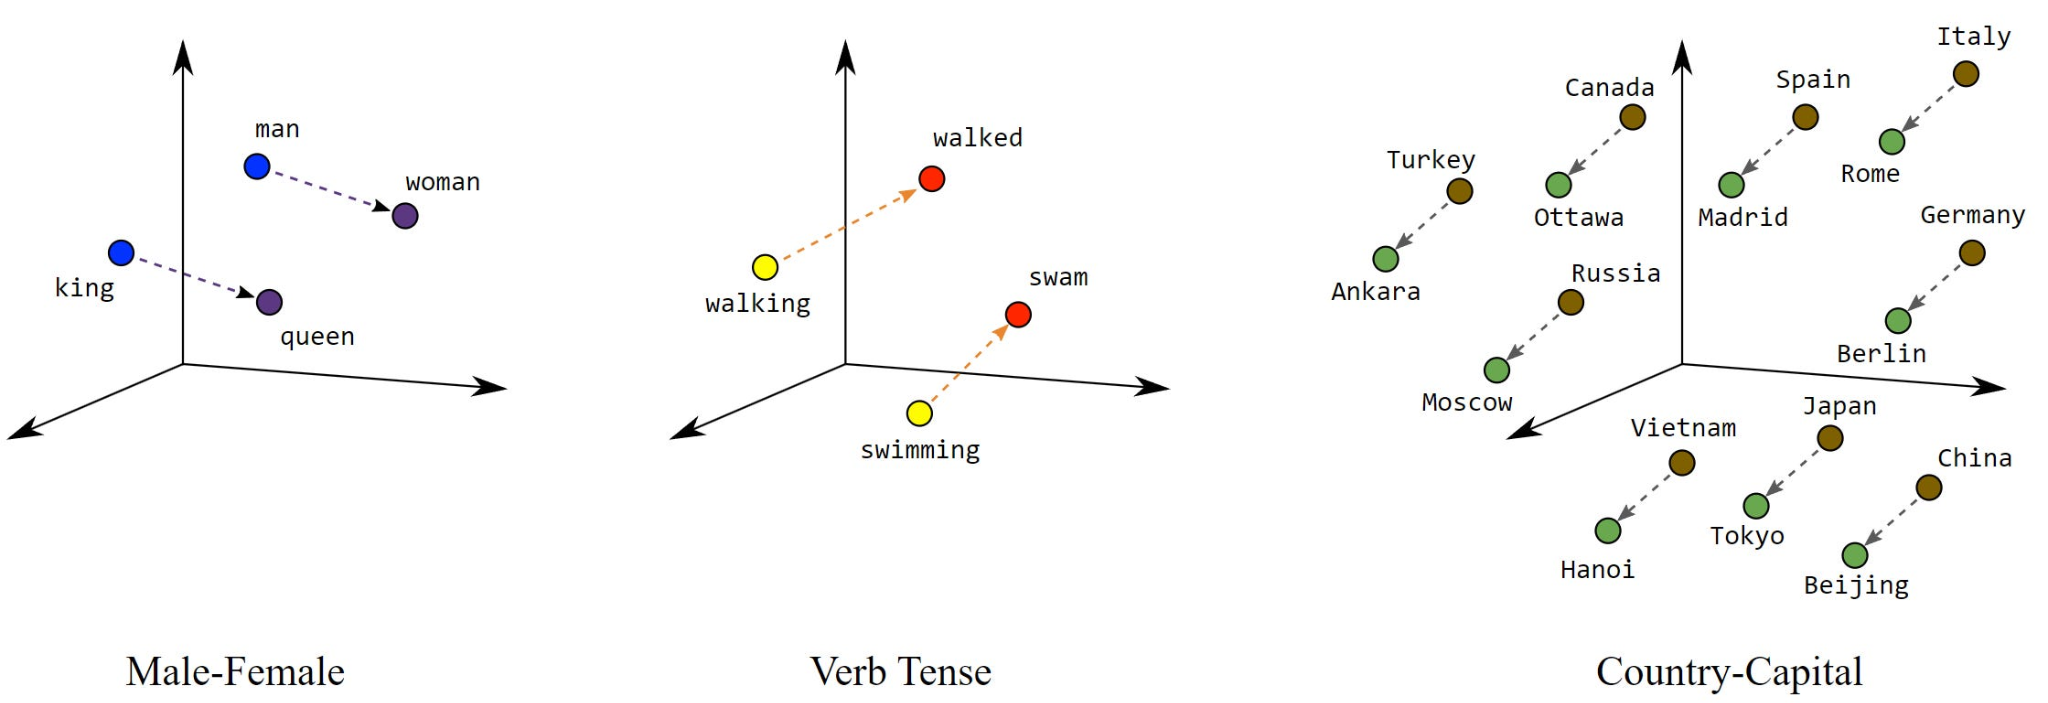 man
woman
king
queen
Male-Female
walked
walking
swam
swimming
Verb Tense
Italy
Spain
Canada
Turkey
Rome
Ottawa
Madrid
Germany
Russia
Ankara
Berlin
Moscow
Japan
Vietnam
China
Tokyo
Hanoi
Beijing
Country-Capital